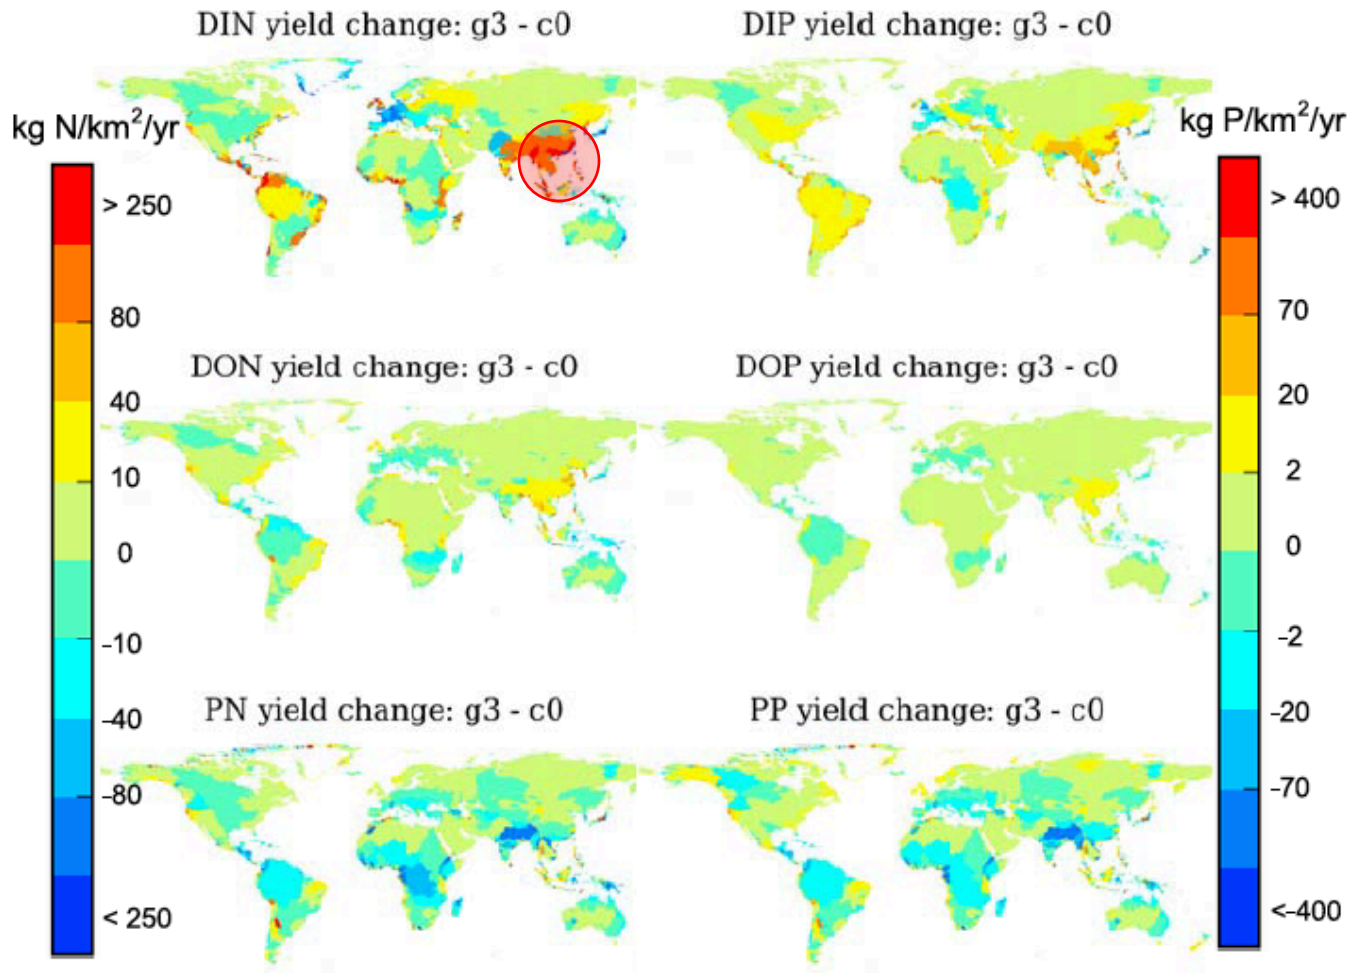 DIN yield change: g3 - c0
DIP yield change: g3 - c0
kg N/km²/yr
kg P/km²/yr
> 250
80
40
10
0
−10
−40
−80
< 250
> 400
70
20
2
0
−2
−20
−70
<-400
DON yield change: g3 - c0
DOP yield change: g3 - c0
PN yield change: g3 - c0
PP yield change: g3 - c0